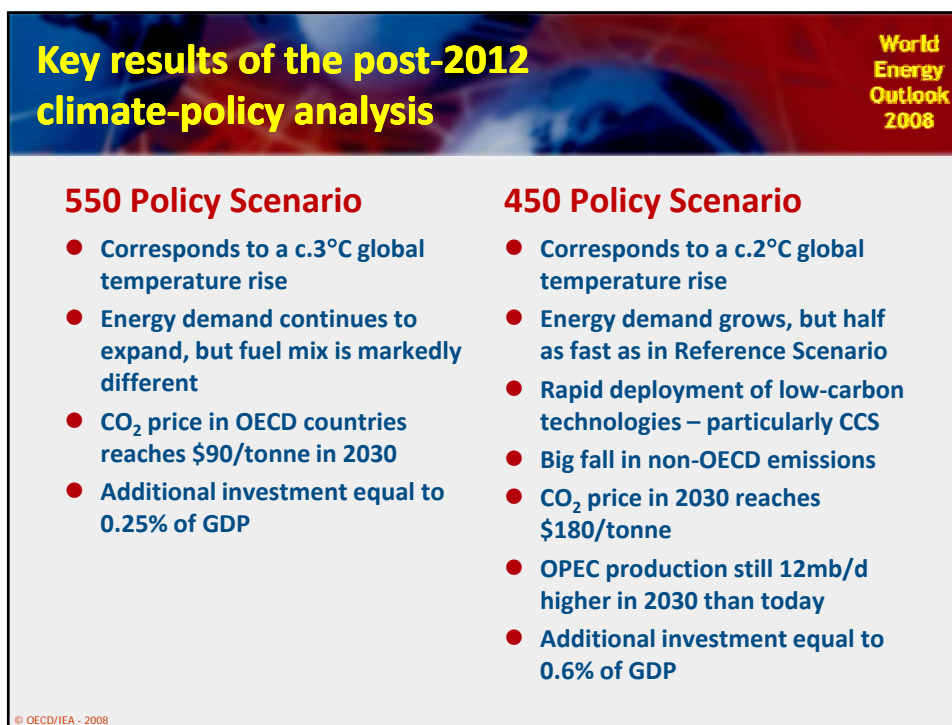 Key results of the post-2012
climate-policy analysis
World
Energy
Outlook
2008
550 Policy Scenario
● Corresponds to a c.3°C global
temperature rise
● Energy demand continues to
expand, but fuel mix is markedly
different
● CO₂ price in OECD countries
reaches $90/tonne in 2030
● Additional investment equal to
0.25% of GDP
450 Policy Scenario
● Corresponds to a c.2°C global
temperature rise
● Energy demand grows, but half
as fast as in Reference Scenario
● Rapid deployment of low-carbon
technologies – particularly CCS
● Big fall in non-OECD emissions
● CO₂ price in 2030 reaches
$180/tonne
● OPEC production still 12mb/d
higher in 2030 than today
● Additional investment equal to
0.6% of GDP
© OECD/IEA - 2008